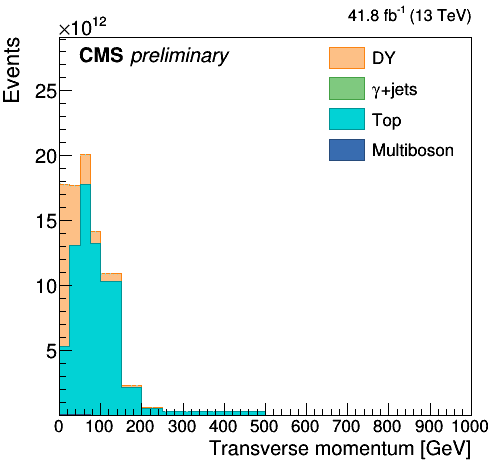 41.8 fb⁻¹ (13 TeV)
×10¹²
CMS preliminary
Events
DY
γ+jets
Top
Multiboson
25
20
15
10
5
0 100 200 300 400 500 600 700 800 900 1000
Transverse momentum [GeV]